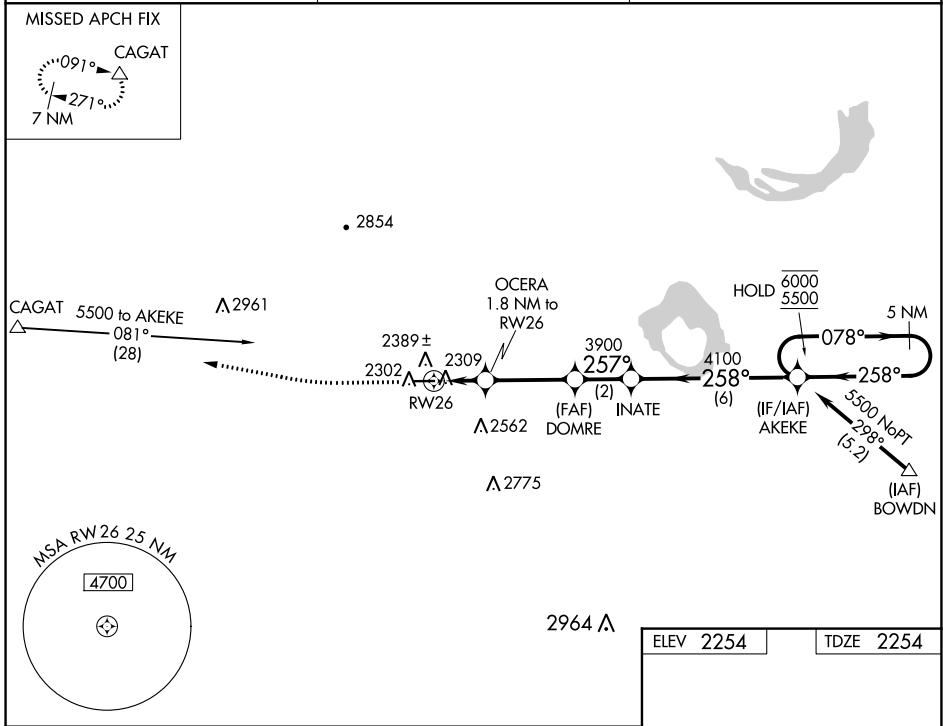 MISSED APCH FIX
CAGAT
091°
271°
7 NM
2854
OCERA
1.8 NM to
RW26
HOLD 6000
5500
5 NM
CAGAT
5500 to AKEKE
081°
(28)
2961
2389 ±
2302
2309
RW26
3900
257°
(2)
4100
258°
(6)
078°
258°
(FAF)
DOMRE
INATE
(IF/IAF)
AKEKE
5500 NoPT
298°
(5.2)
(IAF)
BOWDN
2562
2775
MSA RW26 25 NM
4700
2964
ELEV 2254
TDZE 2254